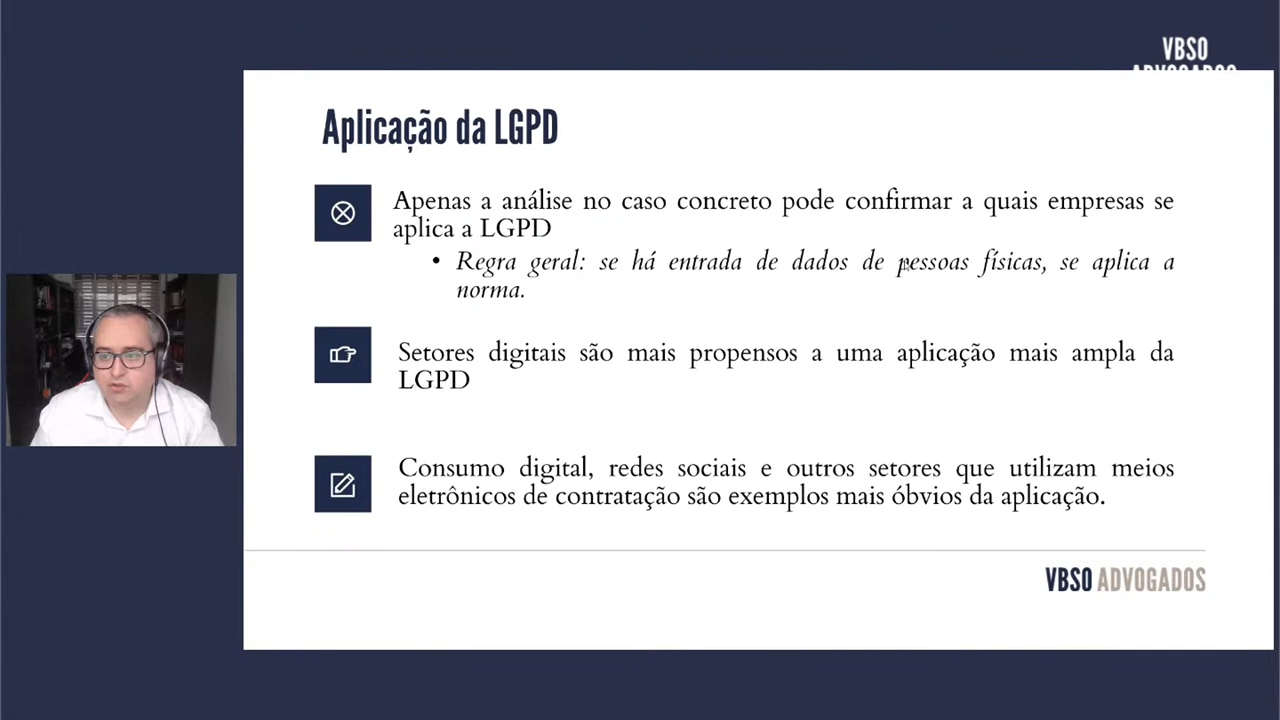 VBSO
ADVOGADOS
Aplicação da LGPD
Apenas a análise no caso concreto pode confirmar a quais empresas se
aplica a LGPD
• Regra geral: se há entrada de dados de pessoas físicas, se aplica a
norma.
Setores digitais são mais propensos a uma aplicação mais ampla da
LGPD
Consumo digital, redes sociais e outros setores que utilizam meios
eletrônicos de contratação são exemplos mais óbvios da aplicação.
VBSO ADVOGADOS